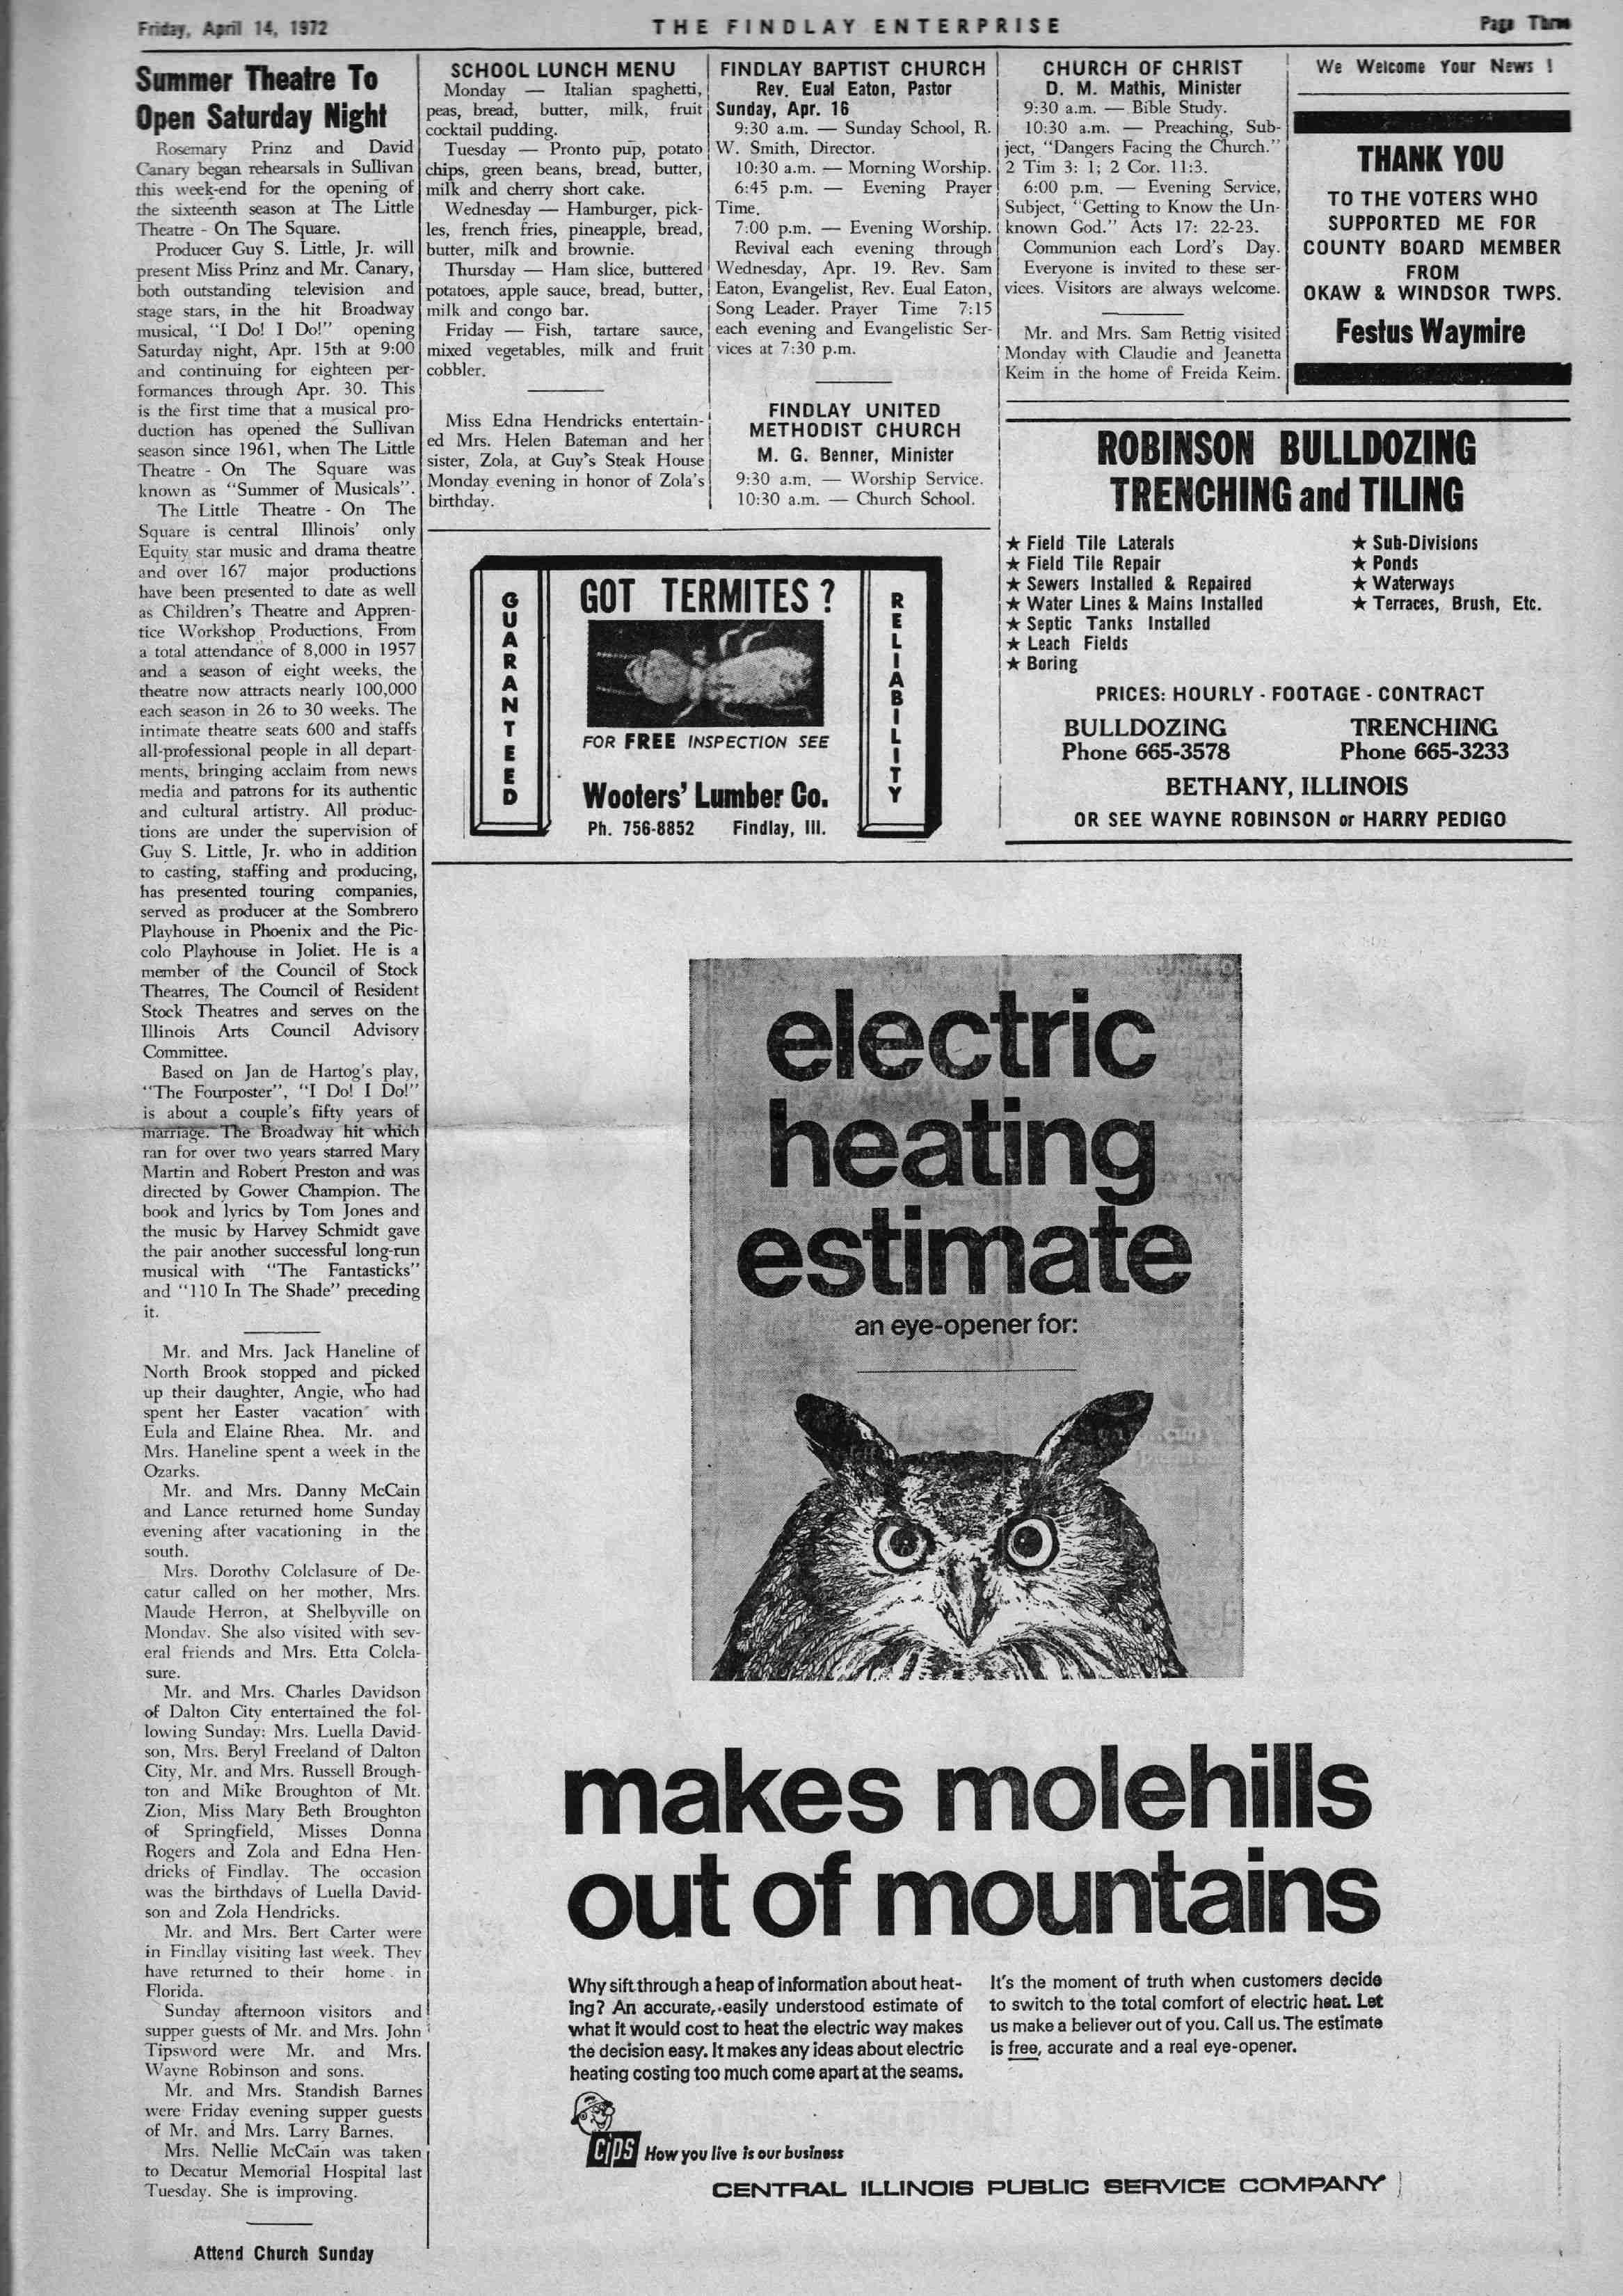 Friday, April 14, 1972
THE FINDLAY ENTERPRISE
Page Three
Summer Theatre To
Open Saturday Night
Rosemary Prinz and David
Canary began rehearsals in Sullivan
this week-end for the opening of
the sixteenth season at The Little
Theatre - On The Square.
Producer Guy S. Little, Jr. will
present Miss Prinz and Mr. Canary,
both outstanding television and
stage stars, in the hit Broadway
musical, "I Do! I Do!" opening
Saturday night, Apr. 15th at 9:00
and continuing for eighteen per-
formances through Apr. 30. This
is the first time that a musical pro-
duction has opened the Sullivan
season since 1961, when The Little
Theatre - On The Square was
known as "Summer of Musicals".
The Little Theatre - On The
Square is central Illinois' only
Equity star music and drama theatre
and over 167 major productions
have been presented to date as well
as Children's Theatre and Appren-
tice Workshop Productions. From
a total attendance of 8,000 in 1957
and a season of eight weeks, the
theatre now attracts nearly 100,000
each season in 26 to 30 weeks. The
intimate theatre seats 600 and staffs
all-professional people in all depart-
ments, bringing acclaim from news
media and patrons for its authentic
and cultural artistry. All produc-
tions are under the supervision of
Guy S. Little, Jr. who in addition
to casting, staffing and producing,
has presented touring companies,
served as producer at the Sombrero
Playhouse in Phoenix and the Pic-
colo Playhouse in Joliet. He is a
member of the Council of Stock
Theatres, The Council of Resident
Stock Theatres and serves on the
Illinois Arts Council Advisory
Committee.
Based on Jan de Hartog's play,
"The Fourposter", "I Do! I Do!"
is about a couple's fifty years of
marriage. The Broadway hit which
ran for over two years starred Mary
Martin and Robert Preston and was
directed by Gower Champion. The
book and lyrics by Tom Jones and
the music by Harvey Schmidt gave
the pair another successful long-run
musical with "The Fantasticks"
and "110 In The Shade" preceding
it.
Mr. and Mrs. Jack Haneline of
North Brook stopped and picked
up their daughter, Angie, who had
spent her Easter vacation with
Eula and Elaine Rhea. Mr. and
Mrs. Haneline spent a week in the
Ozarks.
Mr. and Mrs. Danny McCain
and Lance returned home Sunday
evening after vacationing in the
south.
Mrs. Dorothy Colclasure of De-
catur called on her mother, Mrs.
Maude Herron, at Shelbyville on
Monday. She also visited with sev-
eral friends and Mrs. Etta Colcla-
sure.
Mr. and Mrs. Charles Davidson
of Dalton City entertained the fol-
lowing Sunday: Mrs. Luella David-
son, Mrs. Beryl Freeland of Dalton
City, Mr. and Mrs. Russell Brough-
ton and Mike Broughton of Mt.
Zion, Miss Mary Beth Broughton
of Springfield, Misses Donna
Rogers and Zola and Edna Hen-
dricks of Findlay. The occasion
was the birthdays of Luella David-
son and Zola Hendricks.
Mr. and Mrs. Bert Carter were
in Findlay visiting last week. They
have returned to their home in
Florida.
Sunday afternoon visitors and
supper guests of Mr. and Mrs. John
Tipsword were Mr. and Mrs.
Wayne Robinson and sons.
Mr. and Mrs. Standish Barnes
were Friday evening supper guests
of Mr. and Mrs. Larry Barnes.
Mrs. Nellie McCain was taken
to Decatur Memorial Hospital last
Tuesday. She is improving.
Attend Church Sunday
SCHOOL LUNCH MENU
Monday — Italian spaghetti,
peas, bread, butter, milk, fruit
cocktail pudding.
Tuesday — Pronto pup, potato
chips, green beans, bread, butter,
milk and cherry short cake.
Wednesday — Hamburger, pick-
les, french fries, pineapple, bread,
butter, milk and brownie.
Thursday — Ham slice, buttered
potatoes, apple sauce, bread, butter,
milk and congo bar.
Friday — Fish, tartare sauce,
mixed vegetables, milk and fruit
cobbler.
Miss Edna Hendricks entertain-
ed Mrs. Helen Bateman and her
sister, Zola, at Guy's Steak House
Monday evening in honor of Zola's
birthday.
FINDLAY BAPTIST CHURCH
Rev. Eual Eaton, Pastor
Sunday, Apr. 16
9:30 a.m. — Sunday School, R.
W. Smith, Director.
10:30 a.m. — Morning Worship.
6:45 p.m. — Evening Prayer
Time.
7:00 p.m. — Evening Worship.
Revival each evening through
Wednesday, Apr. 19. Rev. Sam
Eaton, Evangelist, Rev. Eual Eaton,
Song Leader. Prayer Time 7:15
each evening and Evangelistic Ser-
vices at 7:30 p.m.
FINDLAY UNITED
METHODIST CHURCH
M. G. Benner, Minister
9:30 a.m. — Worship Service.
10:30 a.m. — Church School.
CHURCH OF CHRIST
D. M. Mathis, Minister
9:30 a.m. — Bible Study.
10:30 a.m. — Preaching, Sub-
ject, "Dangers Facing the Church."
2 Tim 3: 1; 2 Cor. 11:3.
6:00 p.m. — Evening Service,
Subject, "Getting to Know the Un-
known God." Acts 17: 22-23.
Communion each Lord's Day.
Everyone is invited to these ser-
vices. Visitors are always welcome.
Mr. and Mrs. Sam Rettig visited
Monday with Claudie and Jeanetta
Keim in the home of Freida Keim.
We Welcome Your News !
THANK YOU
TO THE VOTERS WHO
SUPPORTED ME FOR
COUNTY BOARD MEMBER
FROM
OKAW & WINDSOR TWPS.
Festus Waymire
GUARANTEED
GOT TERMITES ?
FOR FREE INSPECTION SEE
Wooters' Lumber Co.
Ph. 756-8852 Findlay, Ill.
RELIABILITY
ROBINSON BULLDOZING
TRENCHING and TILING
★ Field Tile Laterals
★ Field Tile Repair
★ Sewers Installed & Repaired
★ Water Lines & Mains Installed
★ Septic Tanks Installed
★ Leach Fields
★ Boring
★ Sub-Divisions
★ Ponds
★ Waterways
★ Terraces, Brush, Etc.
PRICES: HOURLY - FOOTAGE - CONTRACT
BULLDOZING
Phone 665-3578
TRENCHING
Phone 665-3233
BETHANY, ILLINOIS
OR SEE WAYNE ROBINSON or HARRY PEDIGO
electric
heating
estimate
an eye-opener for:
makes molehills
out of mountains
Why sift through a heap of information about heat-
ing? An accurate, easily understood estimate of
what it would cost to heat the electric way makes
the decision easy. It makes any ideas about electric
heating costing too much come apart at the seams.
It's the moment of truth when customers decide
to switch to the total comfort of electric heat. Let
us make a believer out of you. Call us. The estimate
is free, accurate and a real eye-opener.
CIPS
How you live is our business
CENTRAL ILLINOIS PUBLIC SERVICE COMPANY